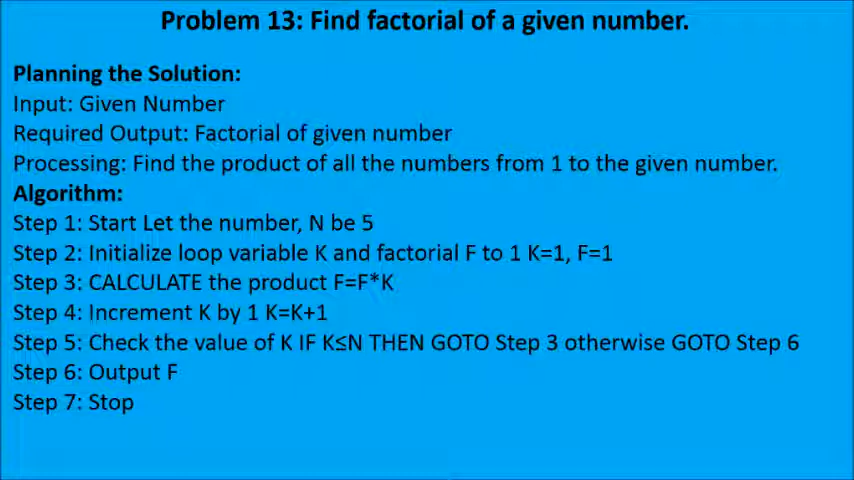 Problem 13: Find factorial of a given number.
Planning the Solution:
Input: Given Number
Required Output: Factorial of given number
Processing: Find the product of all the numbers from 1 to the given number.
Algorithm:
Step 1: Start Let the number, N be 5
Step 2: Initialize loop variable K and factorial F to 1 K=1, F=1
Step 3: CALCULATE the product F=F*K
Step 4: Increment K by 1 K=K+1
Step 5: Check the value of K IF K≤N THEN GOTO Step 3 otherwise GOTO Step 6
Step 6: Output F
Step 7: Stop